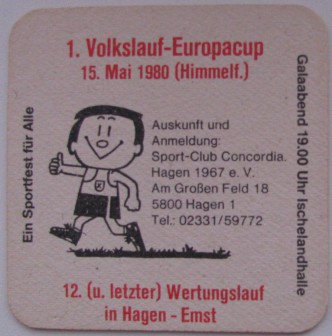 1. Volkslauf-Europacup
15. Mai 1980 (Himmelf.)
Ein Sportfest für Alle
Auskunft und
Anmeldung:
Sport-Club Concordia.
Hagen 1967 e. V.
Am Großen Feld 18
5800 Hagen 1
Tel.: 02331/59772
Galaabend 19.00 Uhr Ischelandhalle
12. (u. letzter) Wertungslauf
in Hagen - Emst